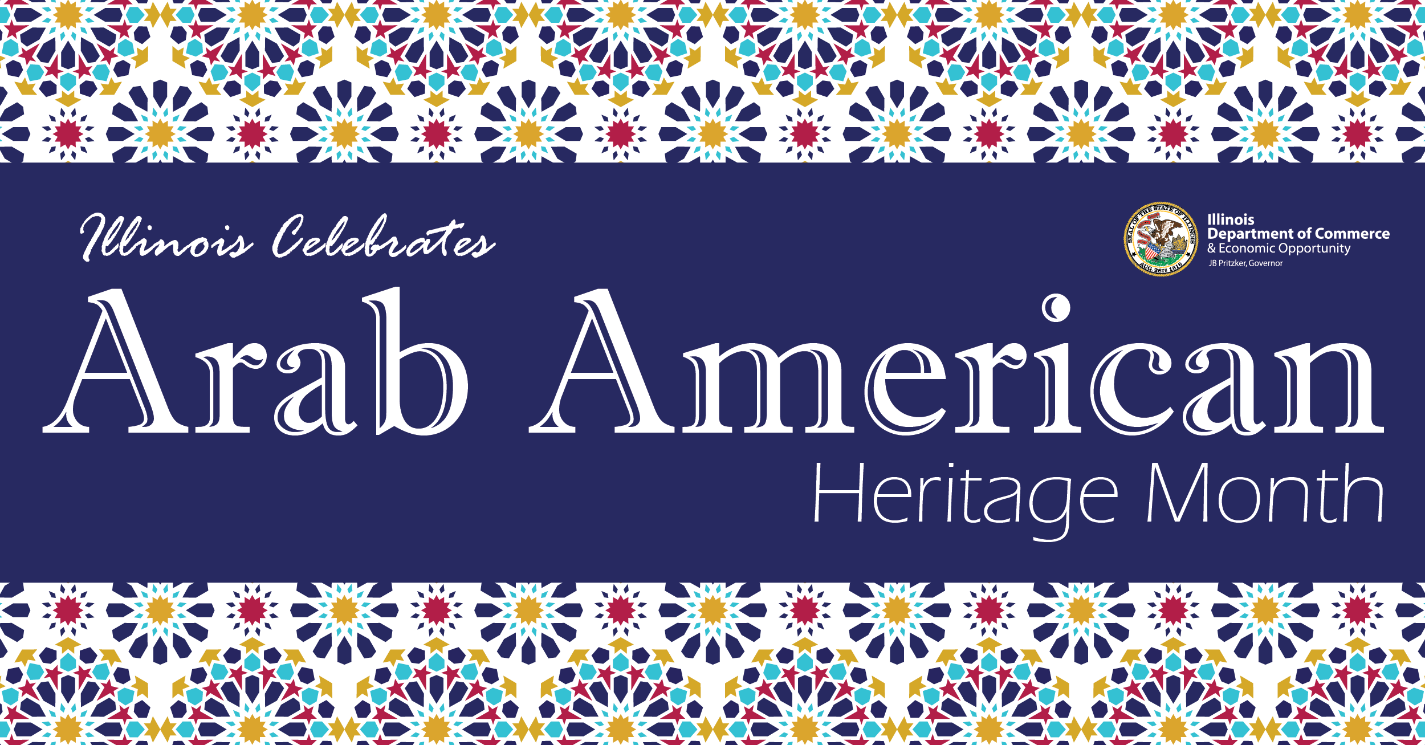 Illinois Celebrates
Illinois
Department of Commerce
& Economic Opportunity
JB Pritzker, Governor
Arab American
Heritage Month